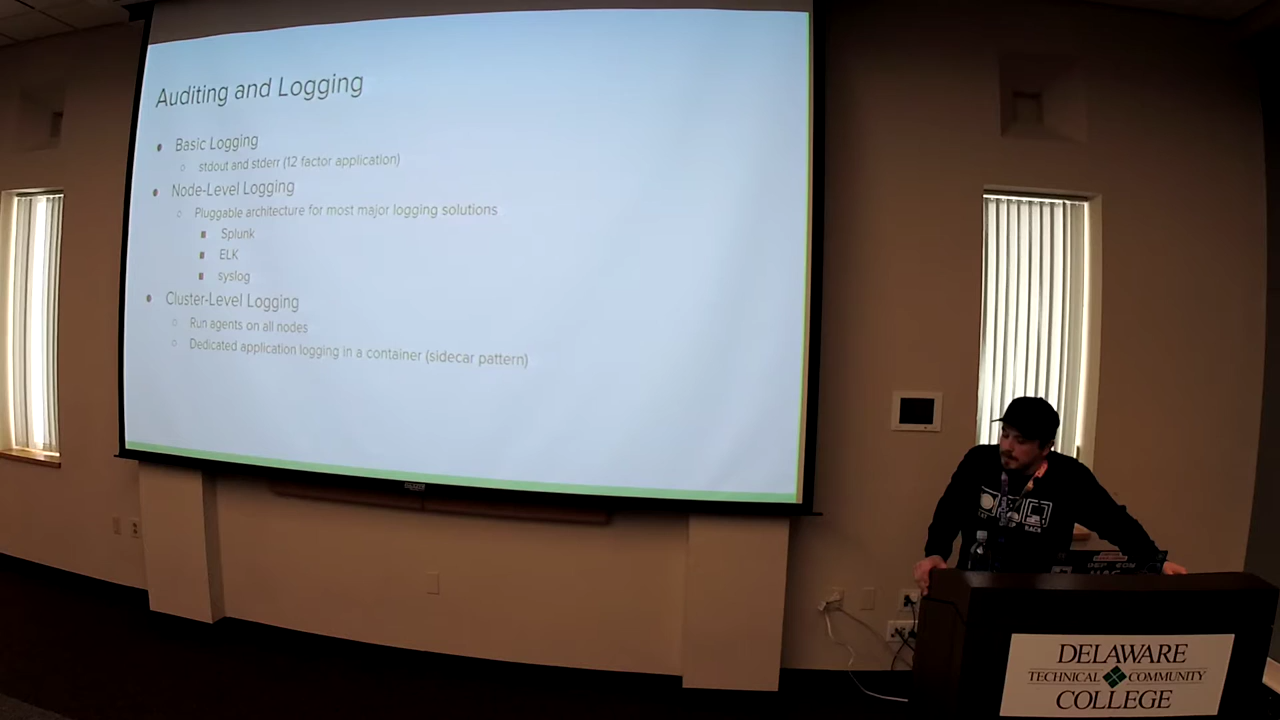 Auditing and Logging
● Basic Logging
○ stdout and stderr (12 factor application)
● Node-Level Logging
○ Pluggable architecture for most major logging solutions
■ Splunk
■ ELK
■ syslog
● Cluster-Level Logging
○ Run agents on all nodes
○ Dedicated application logging in a container (sidecar pattern)
DELAWARE
TECHNICAL COMMUNITY
COLLEGE